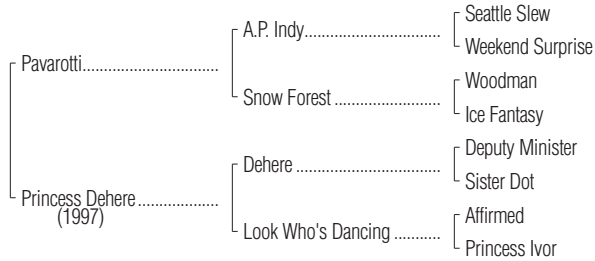 Seattle Slew
A.P. Indy
Weekend Surprise
Pavarotti
Woodman
Snow Forest
Ice Fantasy
Deputy Minister
Dehere
Sister Dot
Princess Dehere
(1997)
Affirmed
Look Who's Dancing
Princess Ivor